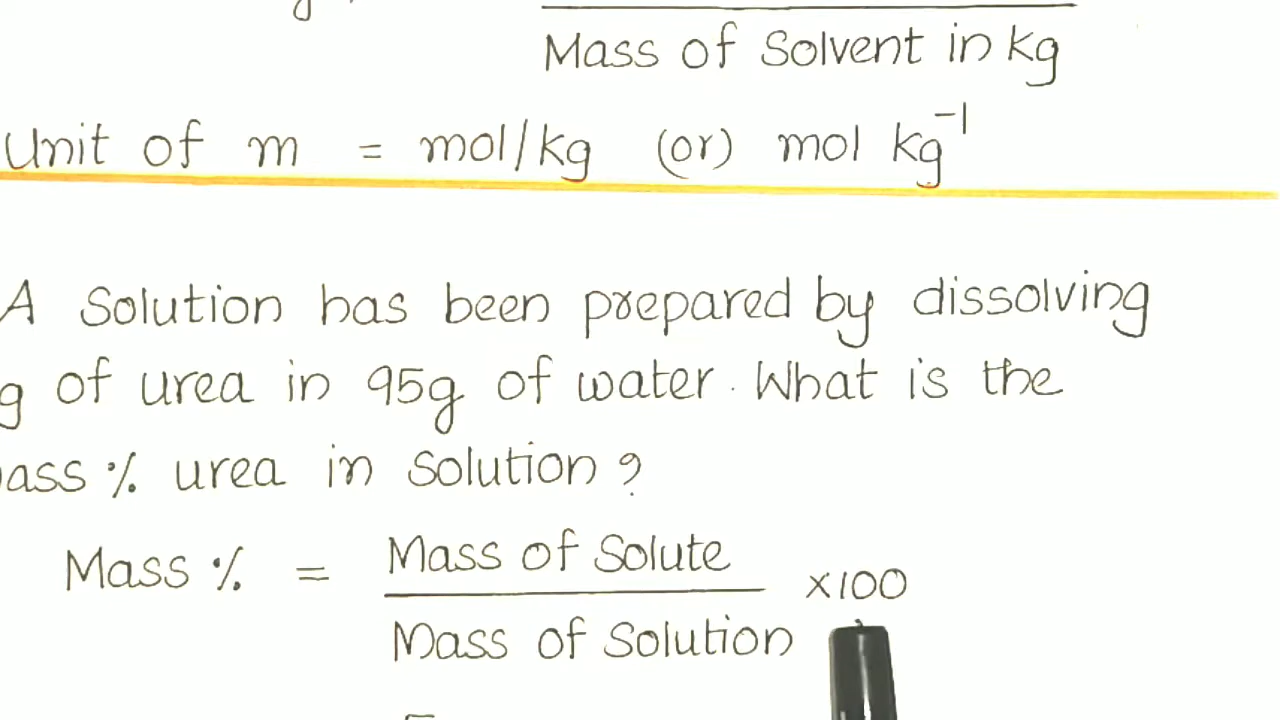 Mass of Solvent in kg
Unit of m = mol/kg (or) mol kg⁻¹
A Solution has been prepared by dissolving
g of urea in 95g of water. What is the
% urea in solution?
Mass % = Mass of Solute
×100
Mass of Solution